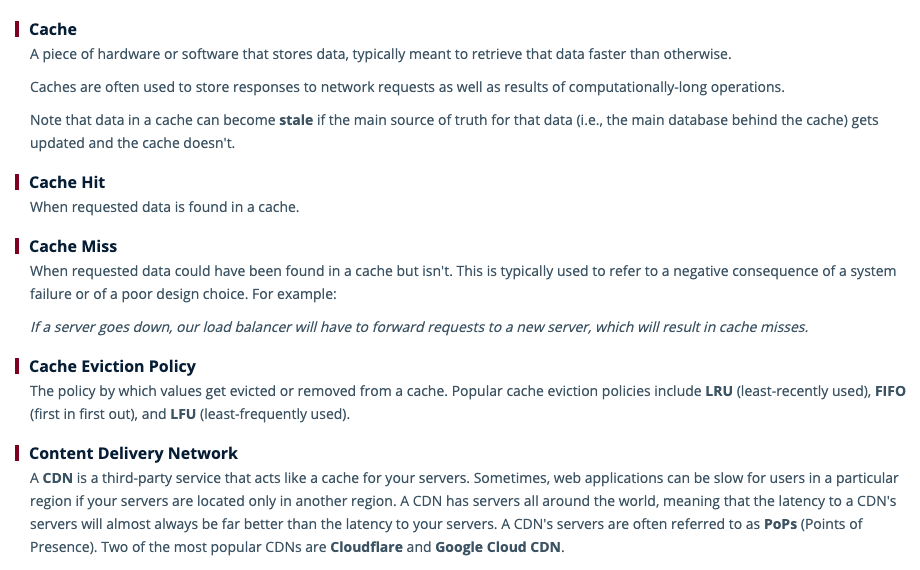 Cache
A piece of hardware or software that stores data, typically meant to retrieve that data faster than otherwise.
Caches are often used to store responses to network requests as well as results of computationally-long operations.
Note that data in a cache can become stale if the main source of truth for that data (i.e., the main database behind the cache) gets
updated and the cache doesn't.
Cache Hit
When requested data is found in a cache.
Cache Miss
When requested data could have been found in a cache but isn't. This is typically used to refer to a negative consequence of a system
failure or of a poor design choice. For example:
If a server goes down, our load balancer will have to forward requests to a new server, which will result in cache misses.
Cache Eviction Policy
The policy by which values get evicted or removed from a cache. Popular cache eviction policies include LRU (least-recently used), FIFO
(first in first out), and LFU (least-frequently used).
Content Delivery Network
A CDN is a third-party service that acts like a cache for your servers. Sometimes, web applications can be slow for users in a particular
region if your servers are located only in another region. A CDN has servers all around the world, meaning that the latency to a CDN's
servers will almost always be far better than the latency to your servers. A CDN's servers are often referred to as PoPs (Points of
Presence). Two of the most popular CDNs are Cloudflare and Google Cloud CDN.